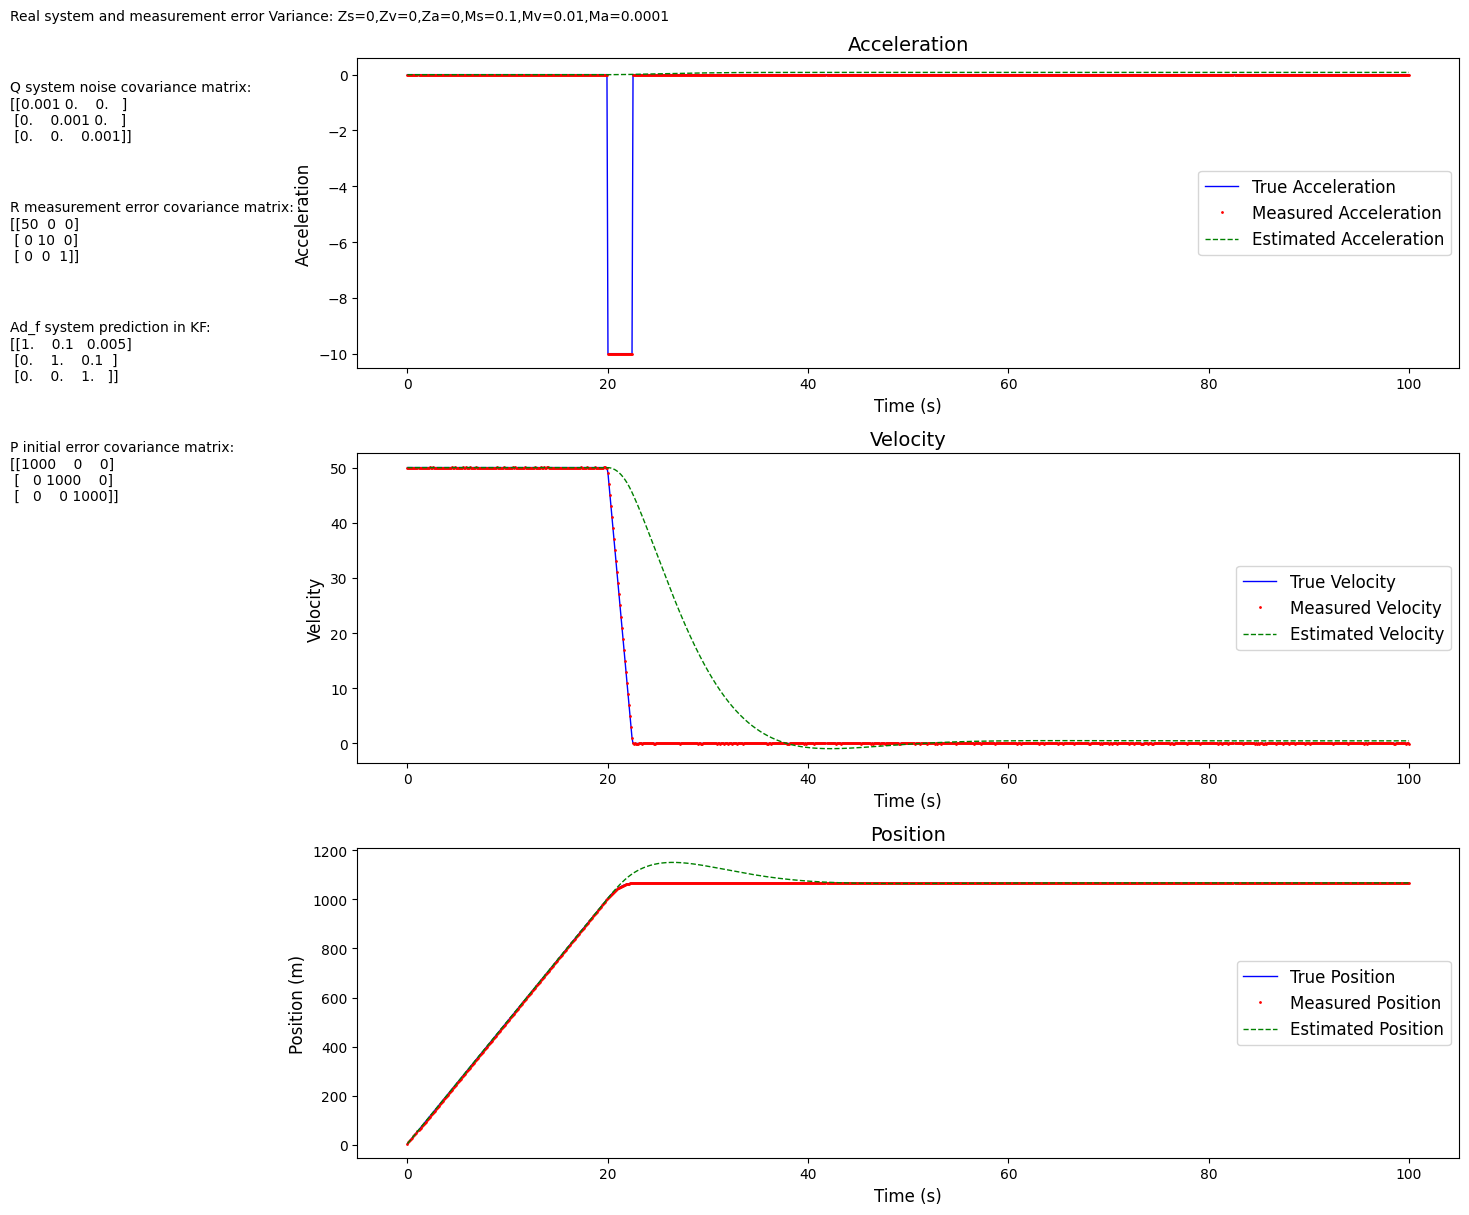 Real system and measurement error Variance: Zs=0,Zv=0,Za=0,Ms=0.1,Mv=0.01,Ma=0.0001
Q system noise covariance matrix:
[[0.001 0. 0. ]
[0. 0.001 0. ]
[0. 0. 0.001]]
R measurement error covariance matrix:
[[50 0 0]
[ 0 10 0]
[ 0 0 1]]
Ad_f system prediction in KF:
[[1. 0.1 0.005]
[0. 1. 0.1 ]
[0. 0. 1. ]]
P initial error covariance matrix:
[[1000 0 0]
[ 0 1000 0]
[ 0 0 1000]]
Acceleration
Acceleration
0
−2
−4
−6
−8
−10
True Acceleration
Measured Acceleration
Estimated Acceleration
0 20 40 60 80 100
Time (s)
Velocity
Velocity
50
40
30
20
10
0
True Velocity
Measured Velocity
Estimated Velocity
0 20 40 60 80 100
Time (s)
Position
Position (m)
1200
1000
800
600
400
200
0
True Position
Measured Position
Estimated Position
0 20 40 60 80 100
Time (s)